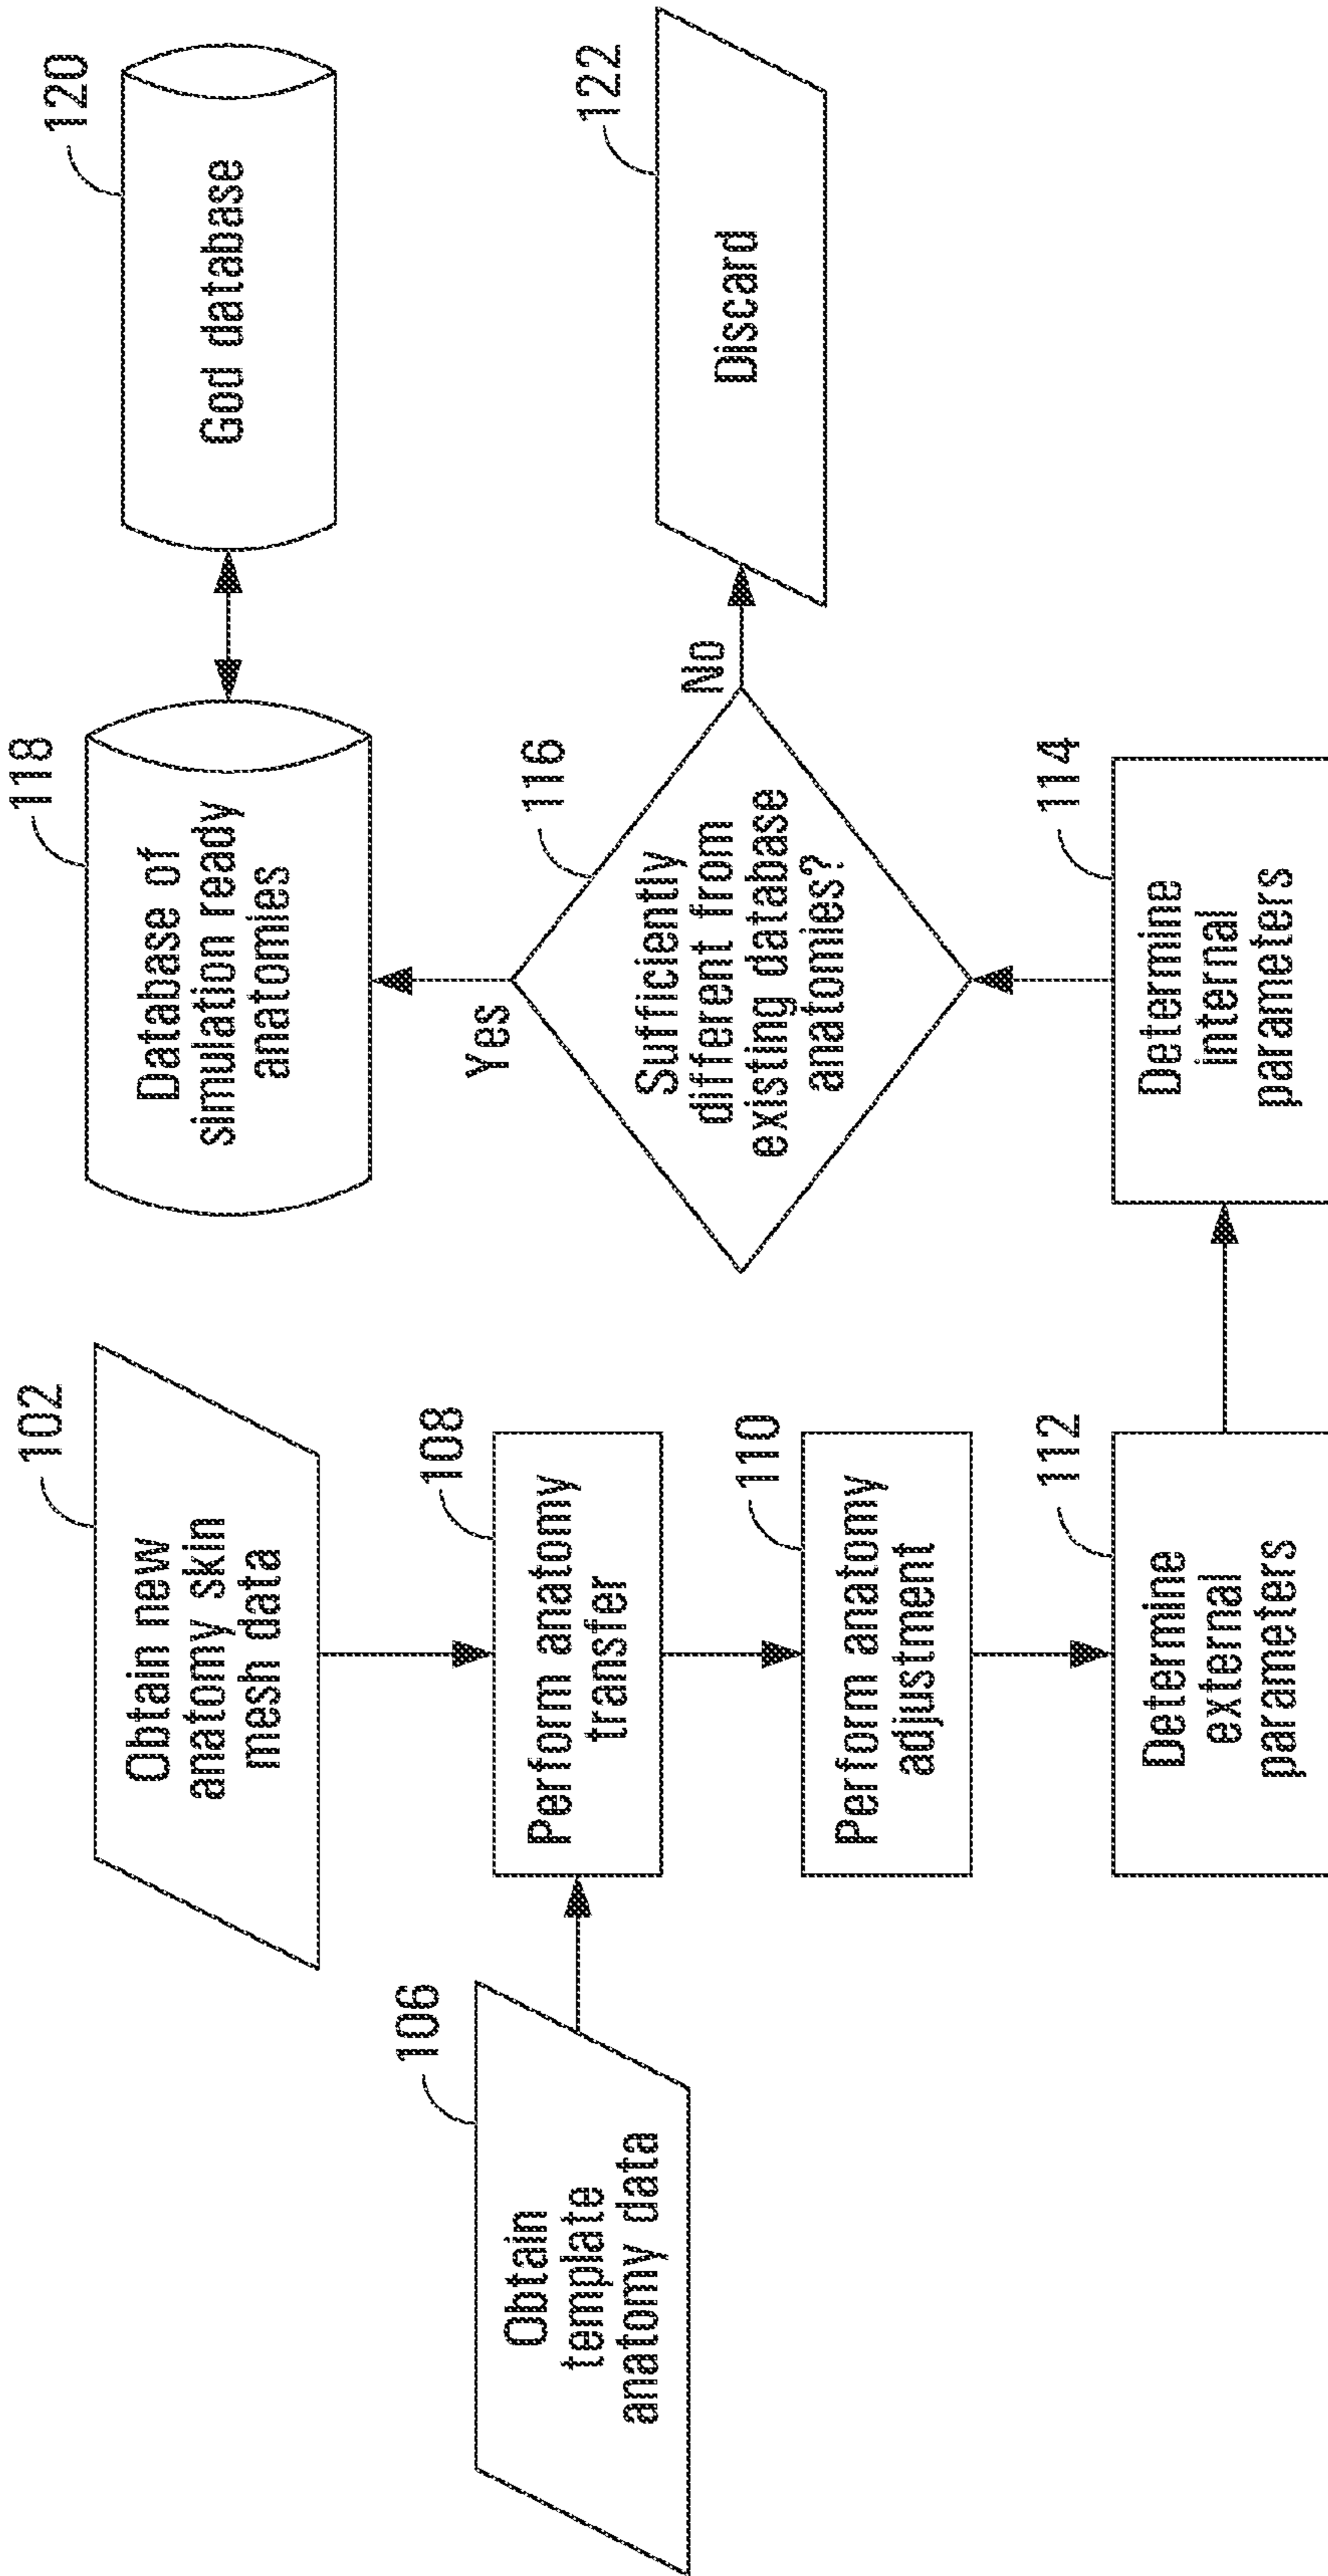 102
Obtain new
anatomy skin
mesh data
106
Obtain
template
anatomy data
108
Perform anatomy
transfer
110
Perform anatomy
adjustment
112
Determine
external
parameters
114
Determine
internal
parameters
116
Sufficiently
different from
existing database
anatomies?
Yes
No
118
Database of
simulation ready
anatomies
120
God database
122
Discard